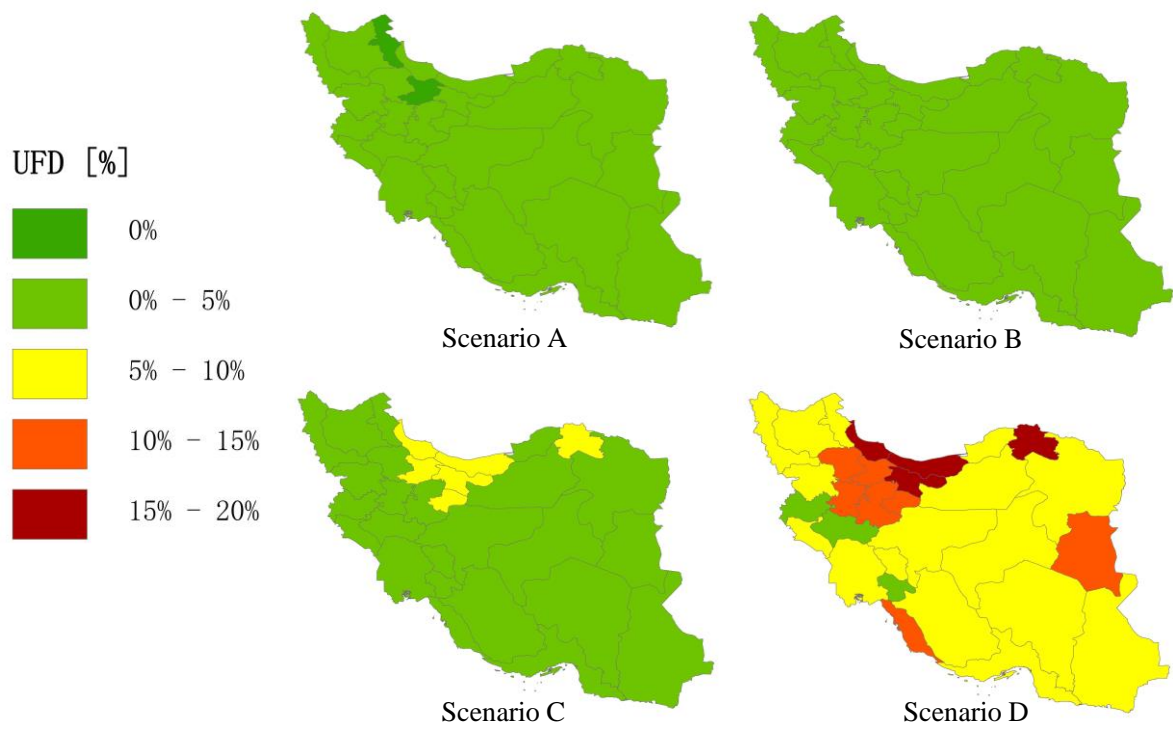 UFD [%]
0%
0% - 5%
5% - 10%
10% - 15%
15% - 20%
Scenario A
Scenario B
Scenario C
Scenario D